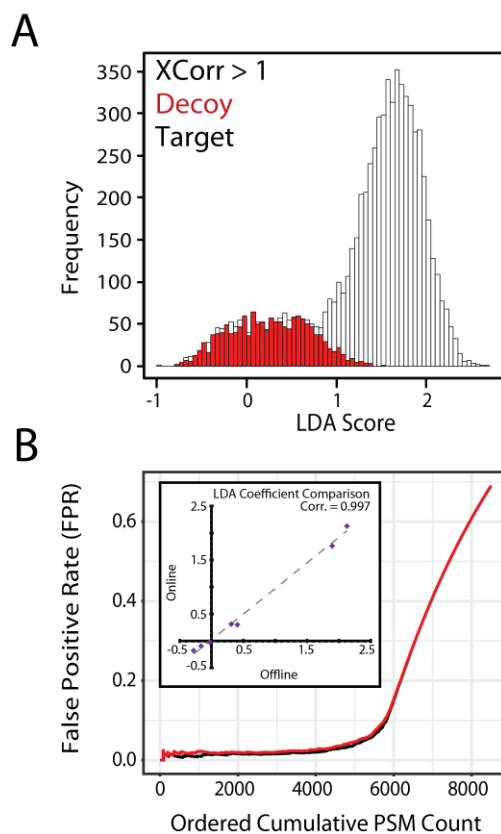 A
XCorr > 1
Decoy
Target
350
300
250
200
150
100
50
0
Frequency
-1
0
1
2
LDA Score
B
LDA Coefficient Comparison
Corr. = 0.997
2.5
1.5
0.5
-0.5
Online
-0.5
0.5
1.5
2.5
Offline
0.6
0.4
0.2
0.0
False Positive Rate (FPR)
0
2000
4000
6000
8000
Ordered Cumulative PSM Count